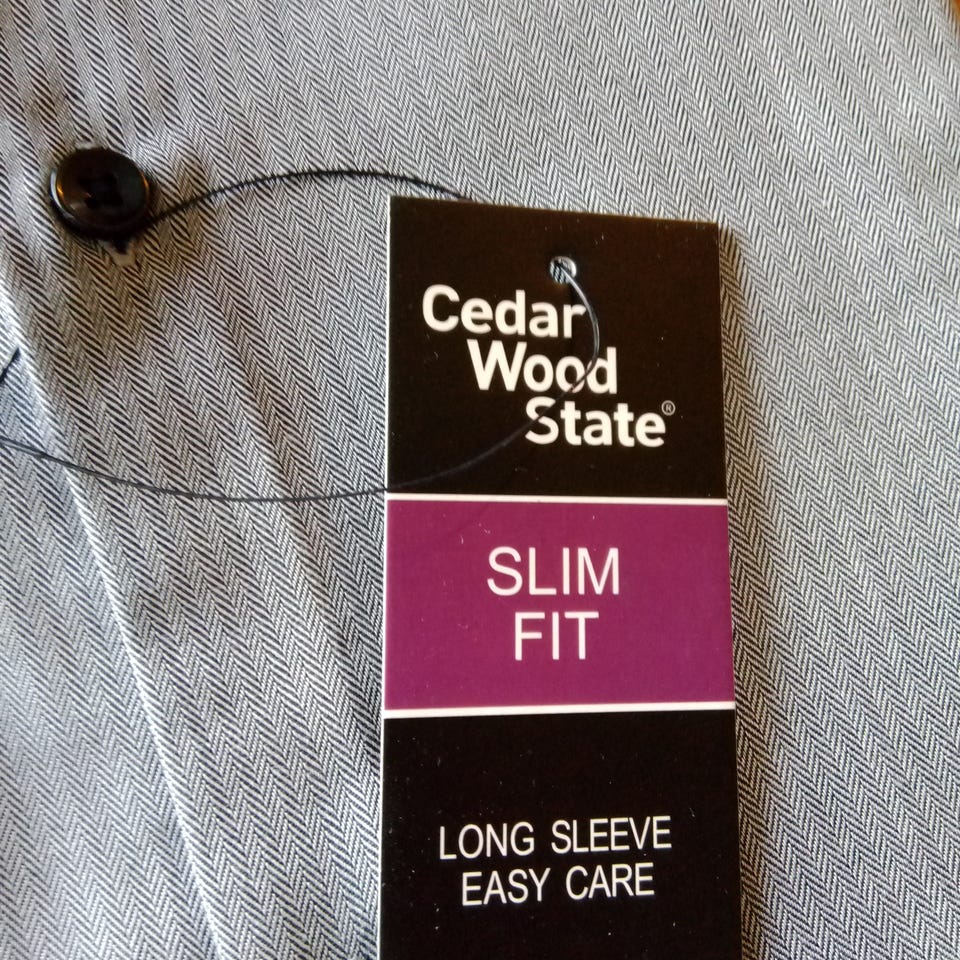 Cedar
Wood
State®
SLIM
FIT
LONG SLEEVE
EASY CARE